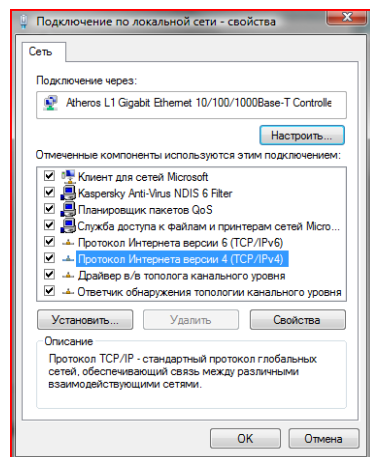 Подключение по локальной сети - свойства
Сеть
Подключение через:
Atheros L1 Gigabit Ethernet 10/100/1000Base-T Controlle
Настроить...
Отмеченные компоненты используются этим подключением:
Клиент для сетей Microsoft
Kaspersky Anti-Virus NDIS 6 Filter
Планировщик пакетов QoS
Служба доступа к файлам и принтерам сетей Micro...
Протокол Интернета версии 6 (TCP/IPv6)
Протокол Интернета версии 4 (TCP/IPv4)
Драйвер в/в тополога канального уровня
Ответчик обнаружения топологии канального уровня
Установить... Удалить Свойства
Описание
Протокол TCP/IP - стандартный протокол глобальных
сетей, обеспечивающий связь между различными
взаимодействующими сетями.
OK Отмена